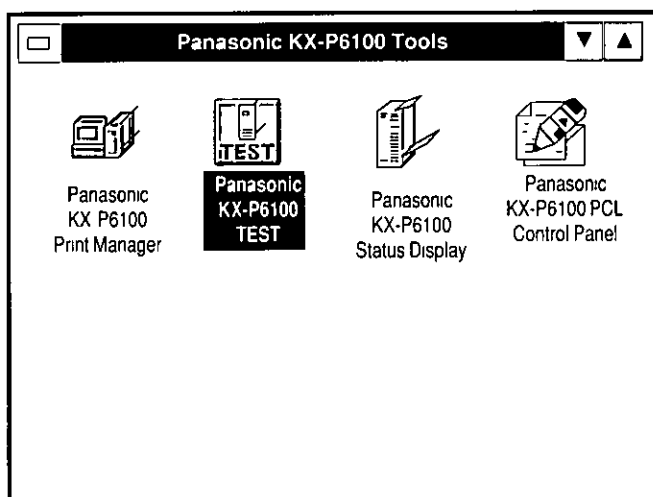 Panasonic KX-P6100 Tools
TEST
Panasonic
KX P6100
Print Manager
Panasonic
KX-P6100
TEST
Panasonic
KX-P6100
Status Display
Panasonic
KX-P6100 PCL
Control Panel